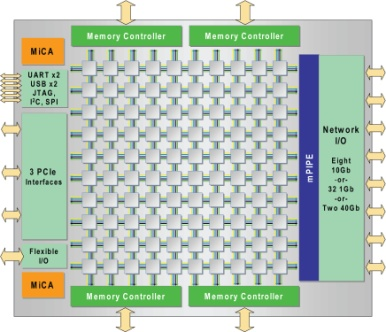 Memory Controller
Memory Controller
MiCA
UART x2
USB x2
JTAG,
I²C, SPI
3 PCIe
Interfaces
Flexible
I/O
MiCA
mPIPE
Network
I/O
Eight
10Gb
-or-
32 1Gb
-or-
Two 40Gb
Memory Controller
Memory Controller